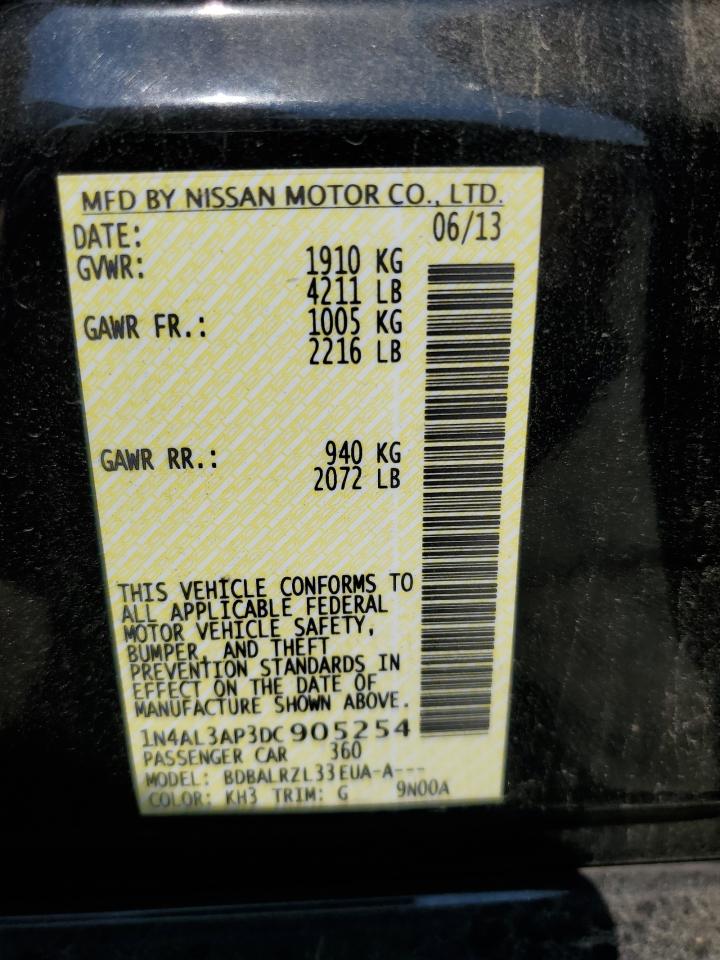 MFD BY NISSAN MOTOR CO., LTD.
DATE: 06/13
GVWR: 1910 KG
4211 LB
GAWR FR.: 1005 KG
2216 LB
GAWR RR.: 940 KG
2072 LB
THIS VEHICLE CONFORMS TO
ALL APPLICABLE FEDERAL
MOTOR VEHICLE SAFETY,
BUMPER, AND THEFT
PREVENTION STANDARDS IN
EFFECT ON THE DATE OF
MANUFACTURE SHOWN ABOVE.
1N4AL3AP3DC905254
PASSENGER CAR 360
MODEL: BDBALRZL33EUA-A---
COLOR: KH3 TRIM: G 9N00A